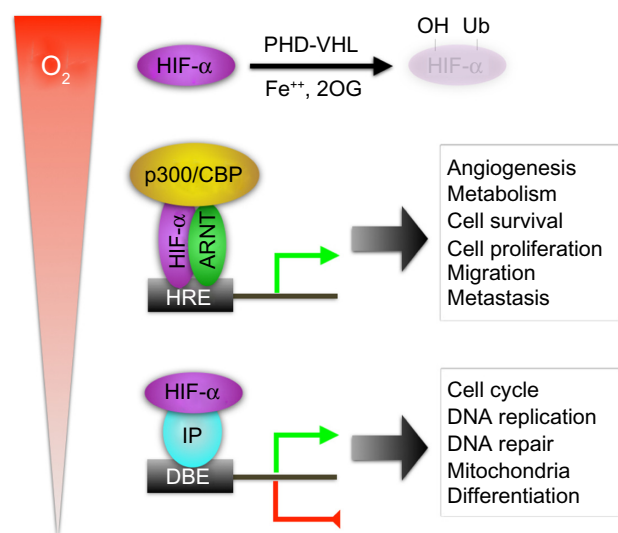 O₂
PHD-VHL
HIF-α
Fe⁺⁺, 2OG
OH Ub
HIF-α
p300/CBP
HIF-α
ARNT
HRE
Angiogenesis
Metabolism
Cell survival
Cell proliferation
Migration
Metastasis
HIF-α
IP
DBE
Cell cycle
DNA replication
DNA repair
Mitochondria
Differentiation